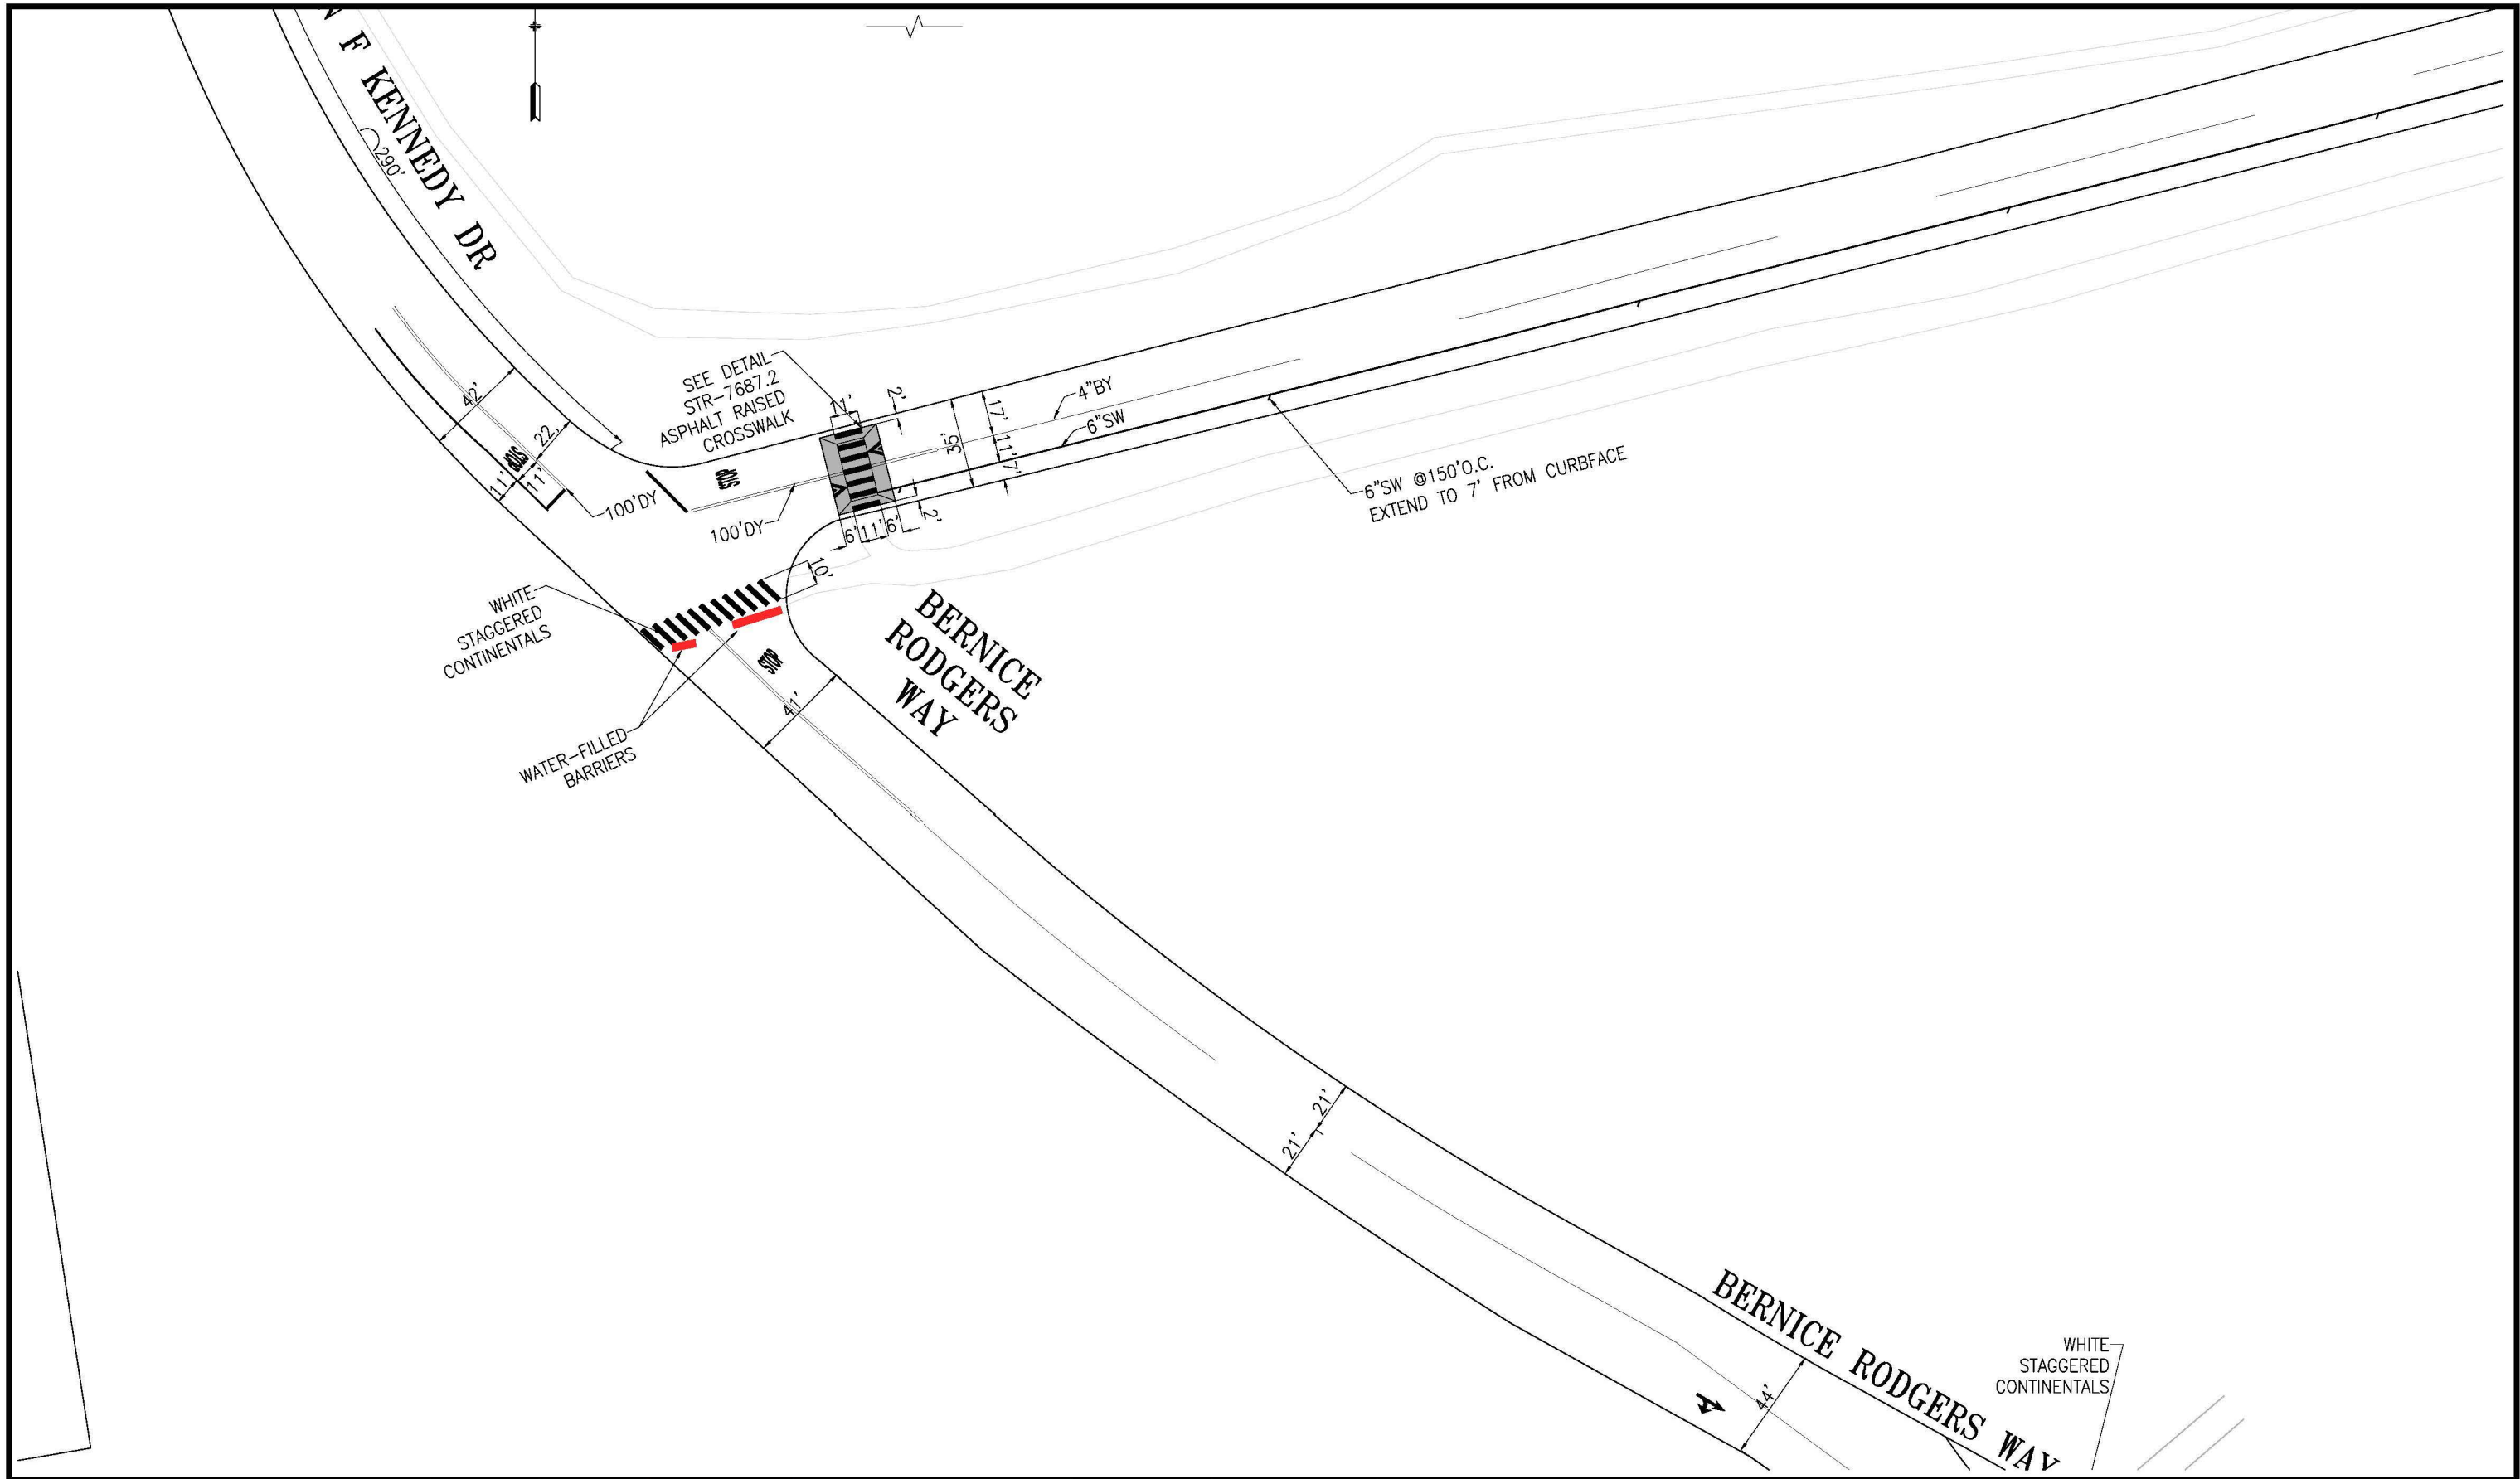 F KENNEDY DR
290'
42'
22'
STOP
11'
11'
100'DY
SEE DETAIL
STR-7687.2
ASPHALT RAISED
CROSSWALK
11'
2'
STOP
100'DY
35'
17'
11'
7'
4"BY
6"SW
6'
11'
6'
2'
6"SW @150'O.C.
EXTEND TO 7' FROM CURBFACE
10'
WHITE
STAGGERED
CONTINENTALS
STOP
41'
WATER-FILLED
BARRIERS
BERNICE
RODGERS
WAY
21'
21'
44'
BERNICE RODGERS WAY
WHITE
STAGGERED
CONTINENTALS